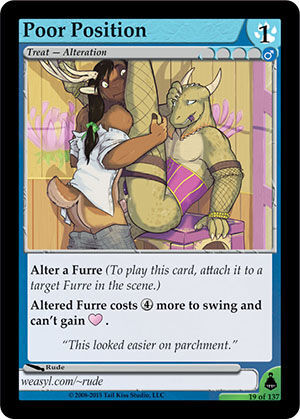 Poor Position
1
Treat — Alteration
Alter a Furre (To play this card, attach it to a
target Furre in the scene.)
Altered Furre costs 4 more to swing and
can't gain .
"This looked easier on parchment."
Rude
weasyl.com/~rude
19 of 137
© 2008-2015 Tail Kiss Studio, LLC